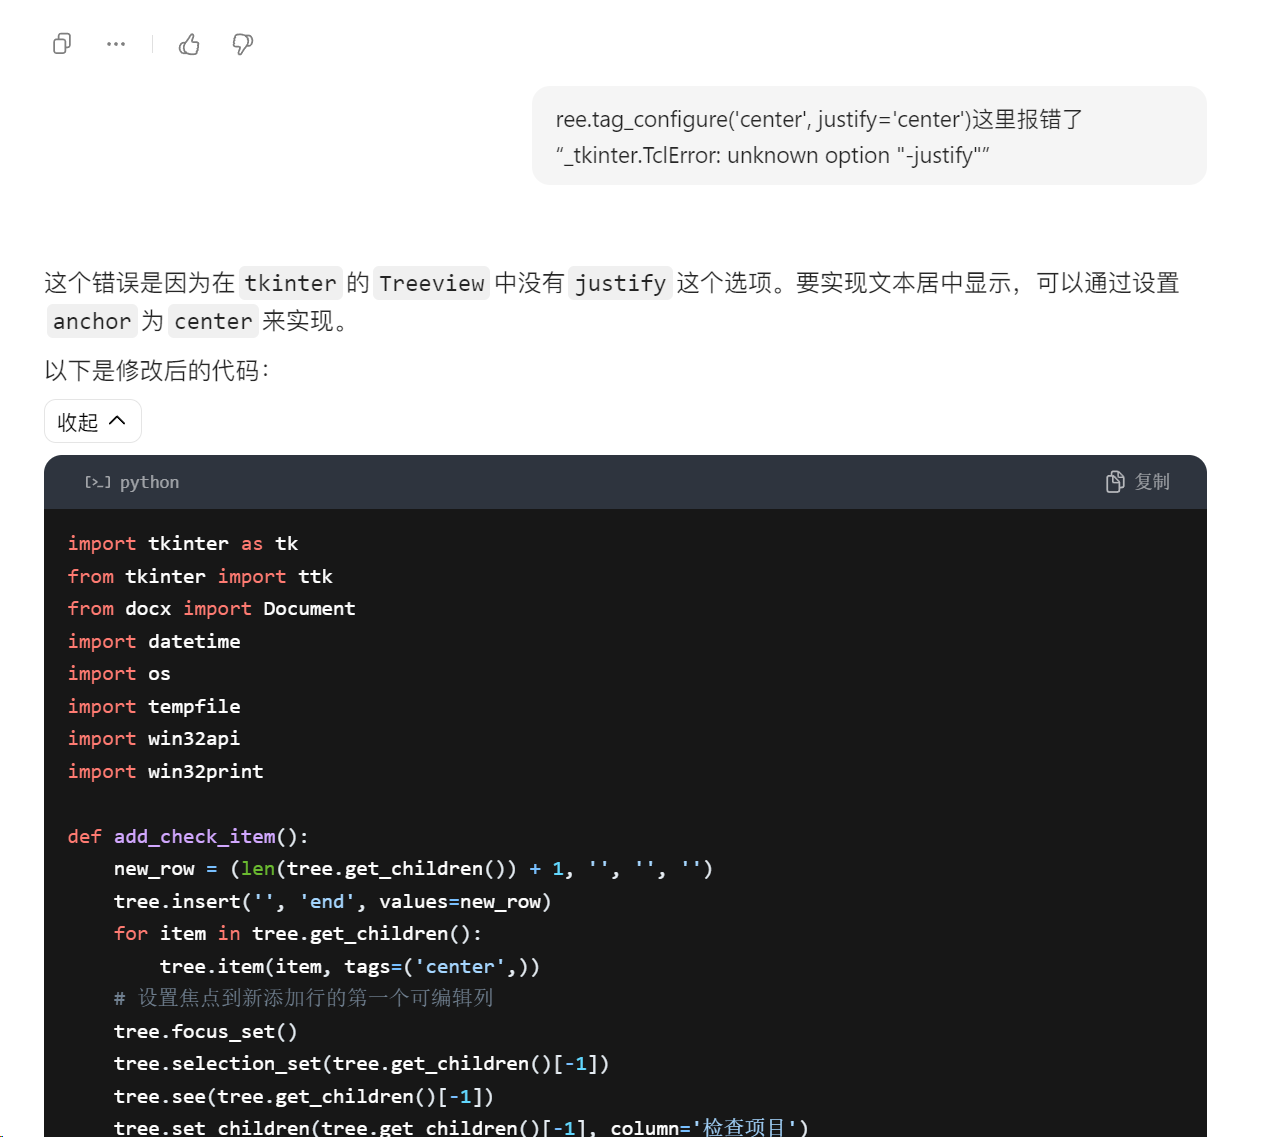 ree.tag_configure('center', justify='center')这里报错了
“_tkinter.TclError: unknown option "-justify"”
这个错误是因为在 tkinter 的 Treeview 中没有 justify 这个选项。要实现文本居中显示，可以通过设置
anchor 为 center 来实现。
以下是修改后的代码：
收起
[>_] python
复制
import tkinter as tk
from tkinter import ttk
from docx import Document
import datetime
import os
import tempfile
import win32api
import win32print
def add_check_item():
    new_row = (len(tree.get_children()) + 1, '', '', '')
    tree.insert('', 'end', values=new_row)
    for item in tree.get_children():
        tree.item(item, tags=('center',))
    # 设置焦点到新添加行的第一个可编辑列
    tree.focus_set()
    tree.selection_set(tree.get_children()[-1])
    tree.see(tree.get_children()[-1])
    tree.set_children(tree.get_children()[-1], column='检查项目')